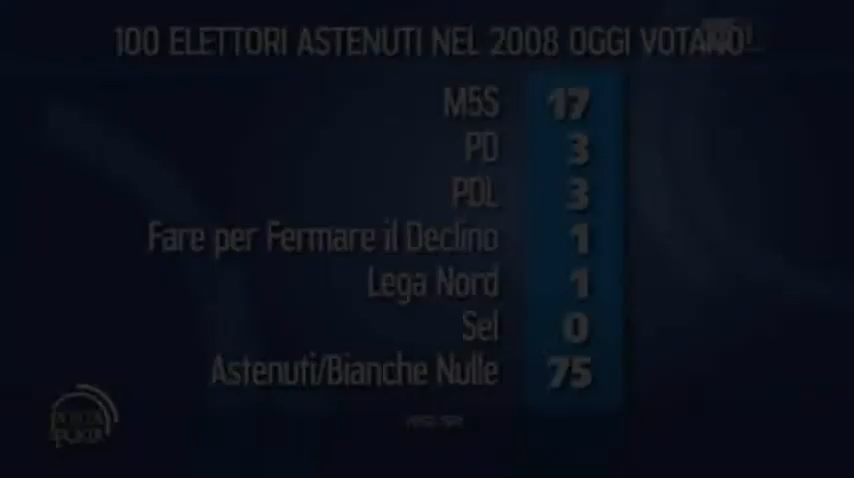 100 ELETTORI ASTENUTI NEL 2008 OGGI VOTANO
M5S 17
PD 3
PDL 3
Fare per Fermare il Declino 1
Lega Nord 1
Sel 0
Astenuti/Bianche Nulle 75
PORTA